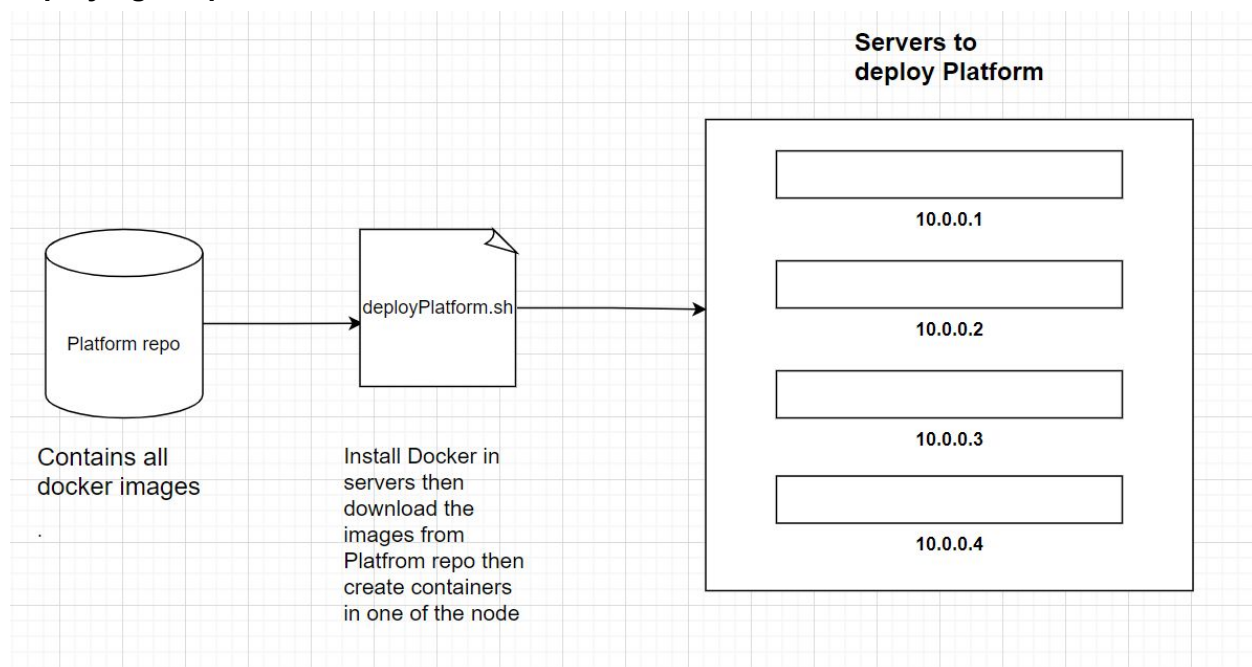 Servers to
deploy Platform
10.0.0.1
10.0.0.2
10.0.0.3
10.0.0.4
Platform repo
deployPlatform.sh
Contains all
docker images
.
Install Docker in
servers then
download the
images from
Platfrom repo then
create containers
in one of the node